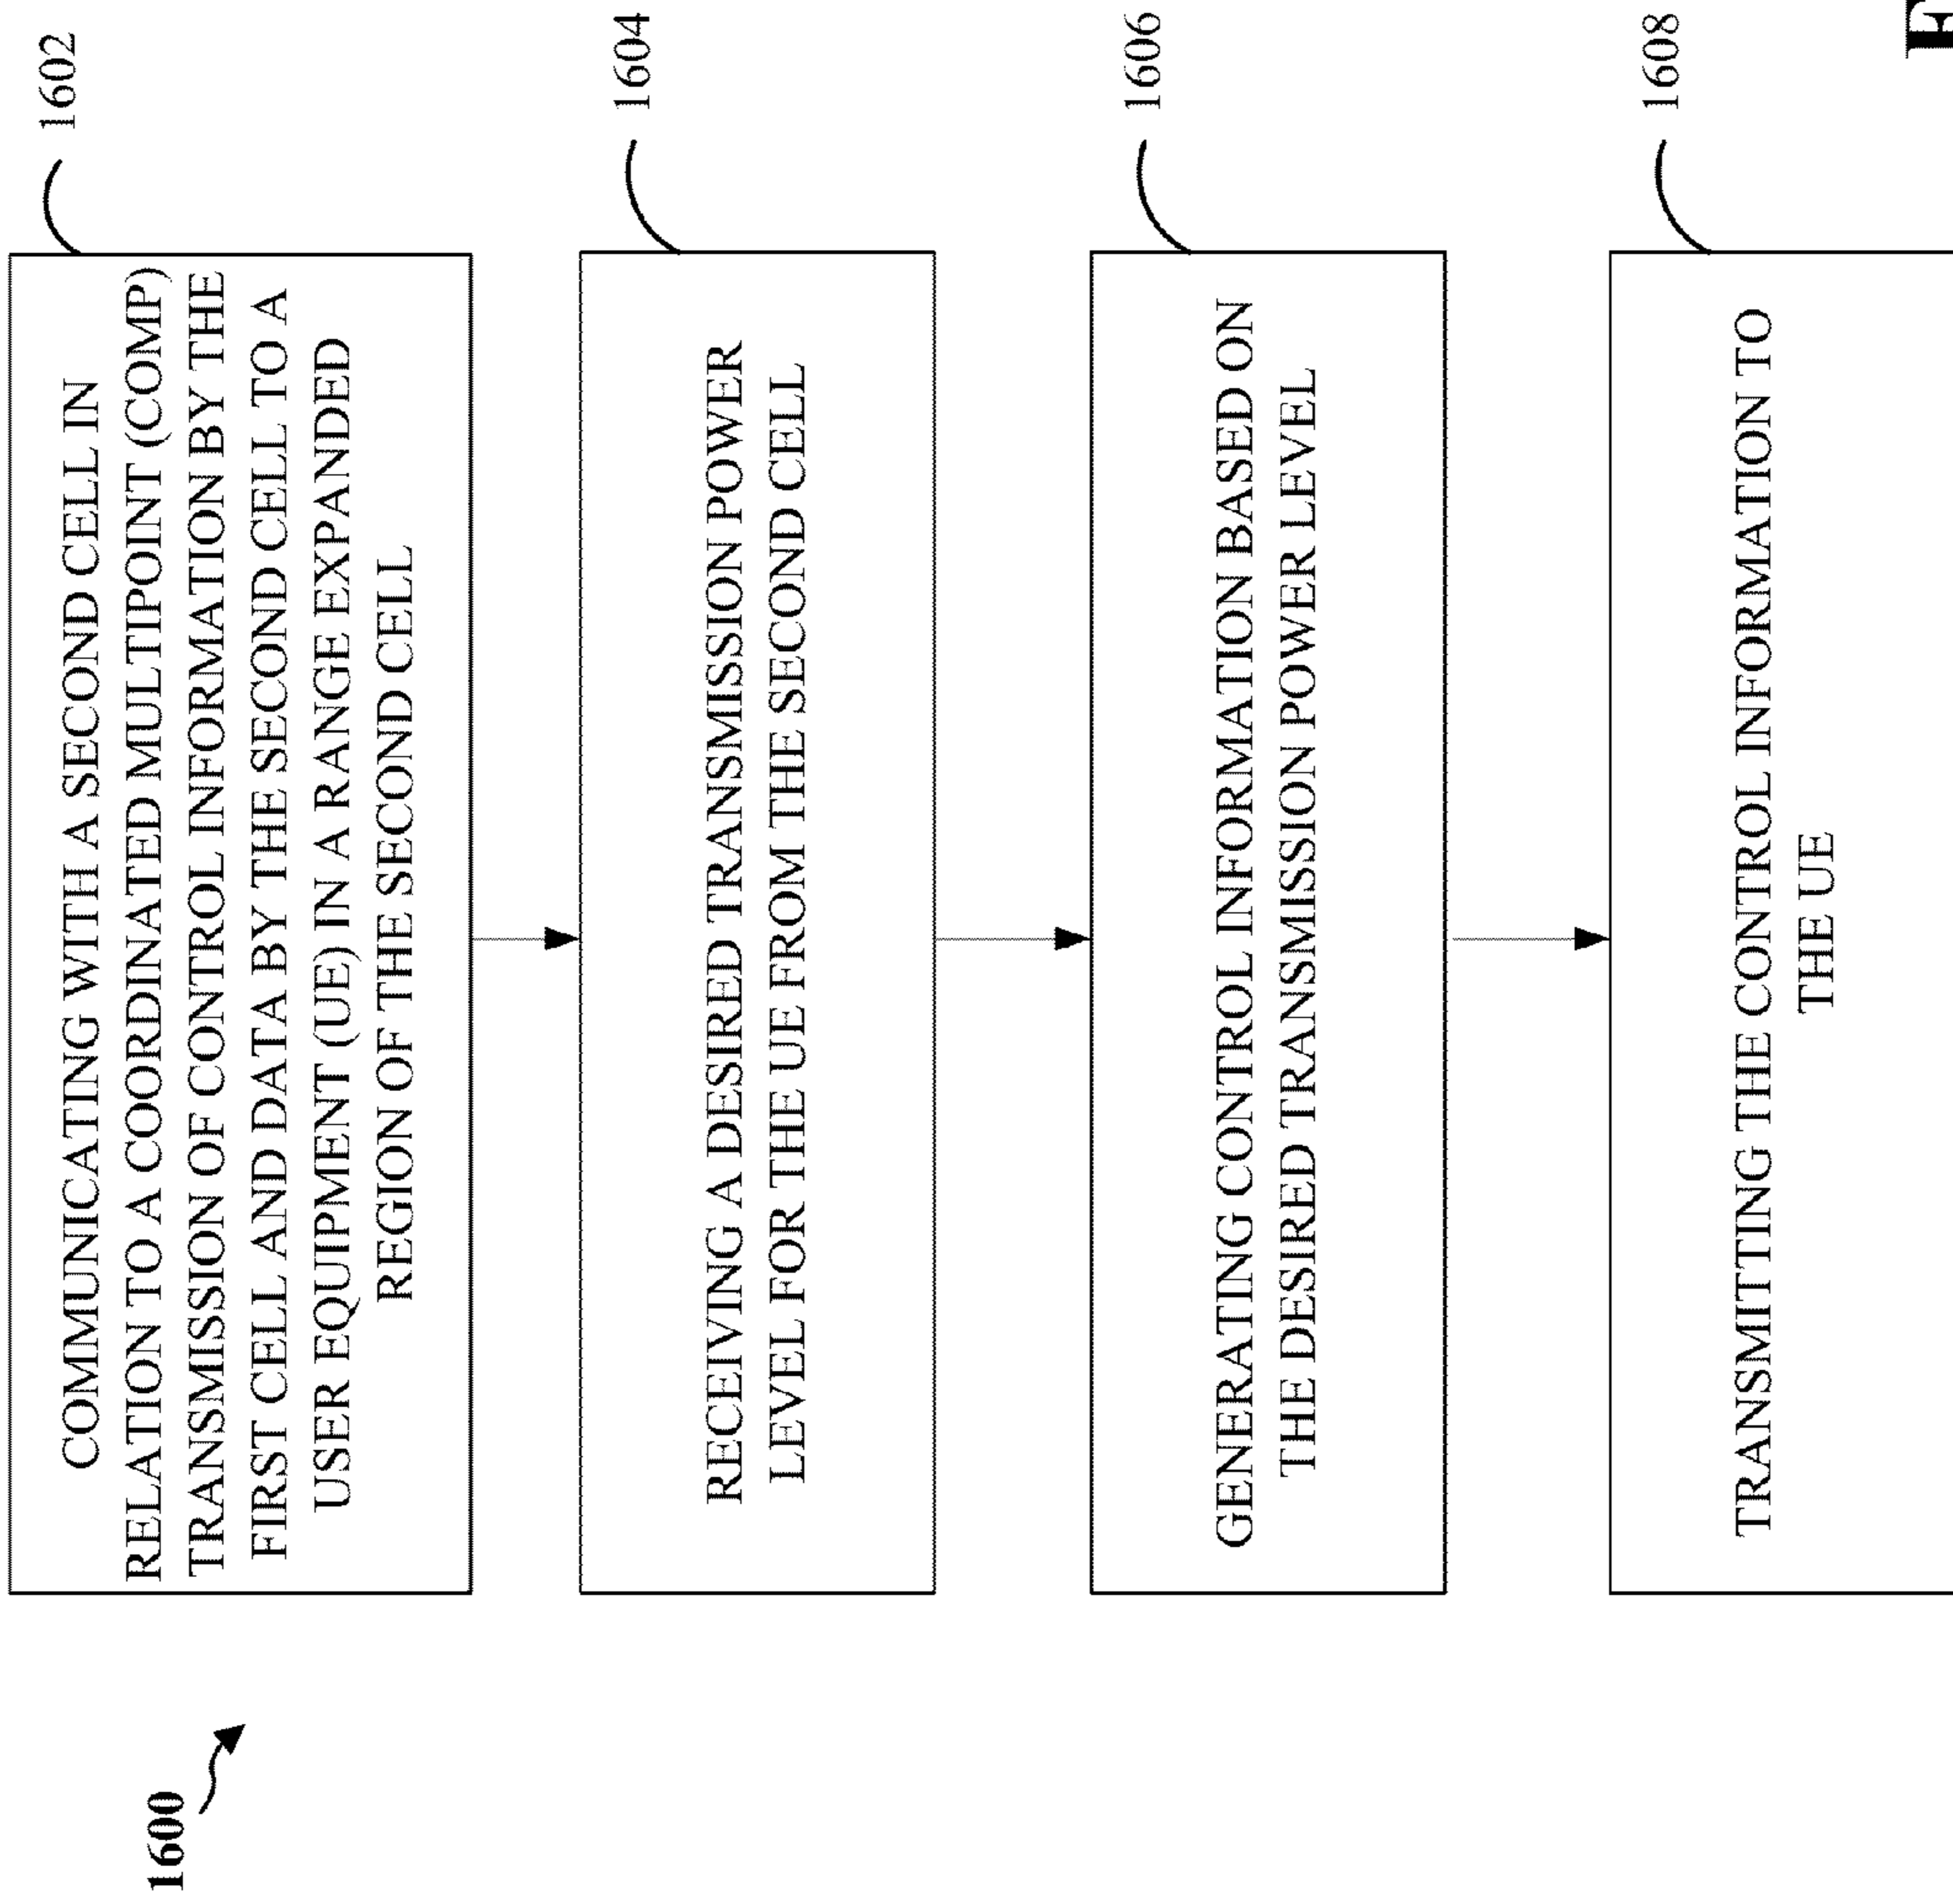 1600
1602
COMMUNICATING WITH A SECOND CELL IN
RELATION TO A COORDINATED MULTIPOINT (COMP)
TRANSMISSION OF CONTROL INFORMATION BY THE
FIRST CELL AND DATA BY THE SECOND CELL TO A
USER EQUIPMENT (UE) IN A RANGE EXPANDED
REGION OF THE SECOND CELL
1604
RECEIVING A DESIRED TRANSMISSION POWER
LEVEL FOR THE UE FROM THE SECOND CELL
1606
GENERATING CONTROL INFORMATION BASED ON
THE DESIRED TRANSMISSION POWER LEVEL
1608
TRANSMITTING THE CONTROL INFORMATION TO
THE UE